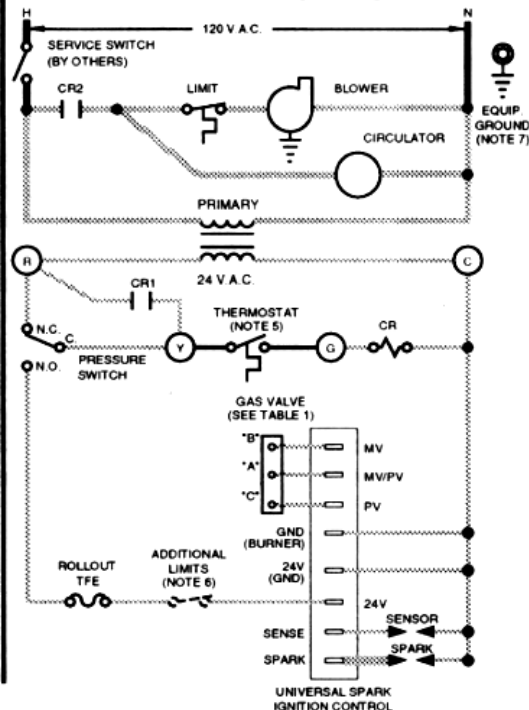 H
N
120 V.A.C.
SERVICE SWITCH
(BY OTHERS)
CR2
LIMIT
BLOWER
EQUIP.
GROUND
(NOTE 7)
CIRCULATOR
PRIMARY
R
24 V.A.C.
C
CR1
THERMOSTAT
(NOTE 5)
CR
N.C.
C.
Y
G
PRESSURE
SWITCH
N.O.
GAS VALVE
(SEE TABLE 1)
"B"
MV
"A"
MV/PV
"C"
PV
GND
(BURNER)
24V
(GND)
ROLLOUT
TFE
ADDITIONAL
LIMITS
(NOTE 6)
24V
SENSOR
SENSE
SPARK
SPARK
UNIVERSAL SPARK
IGNITION CONTROL